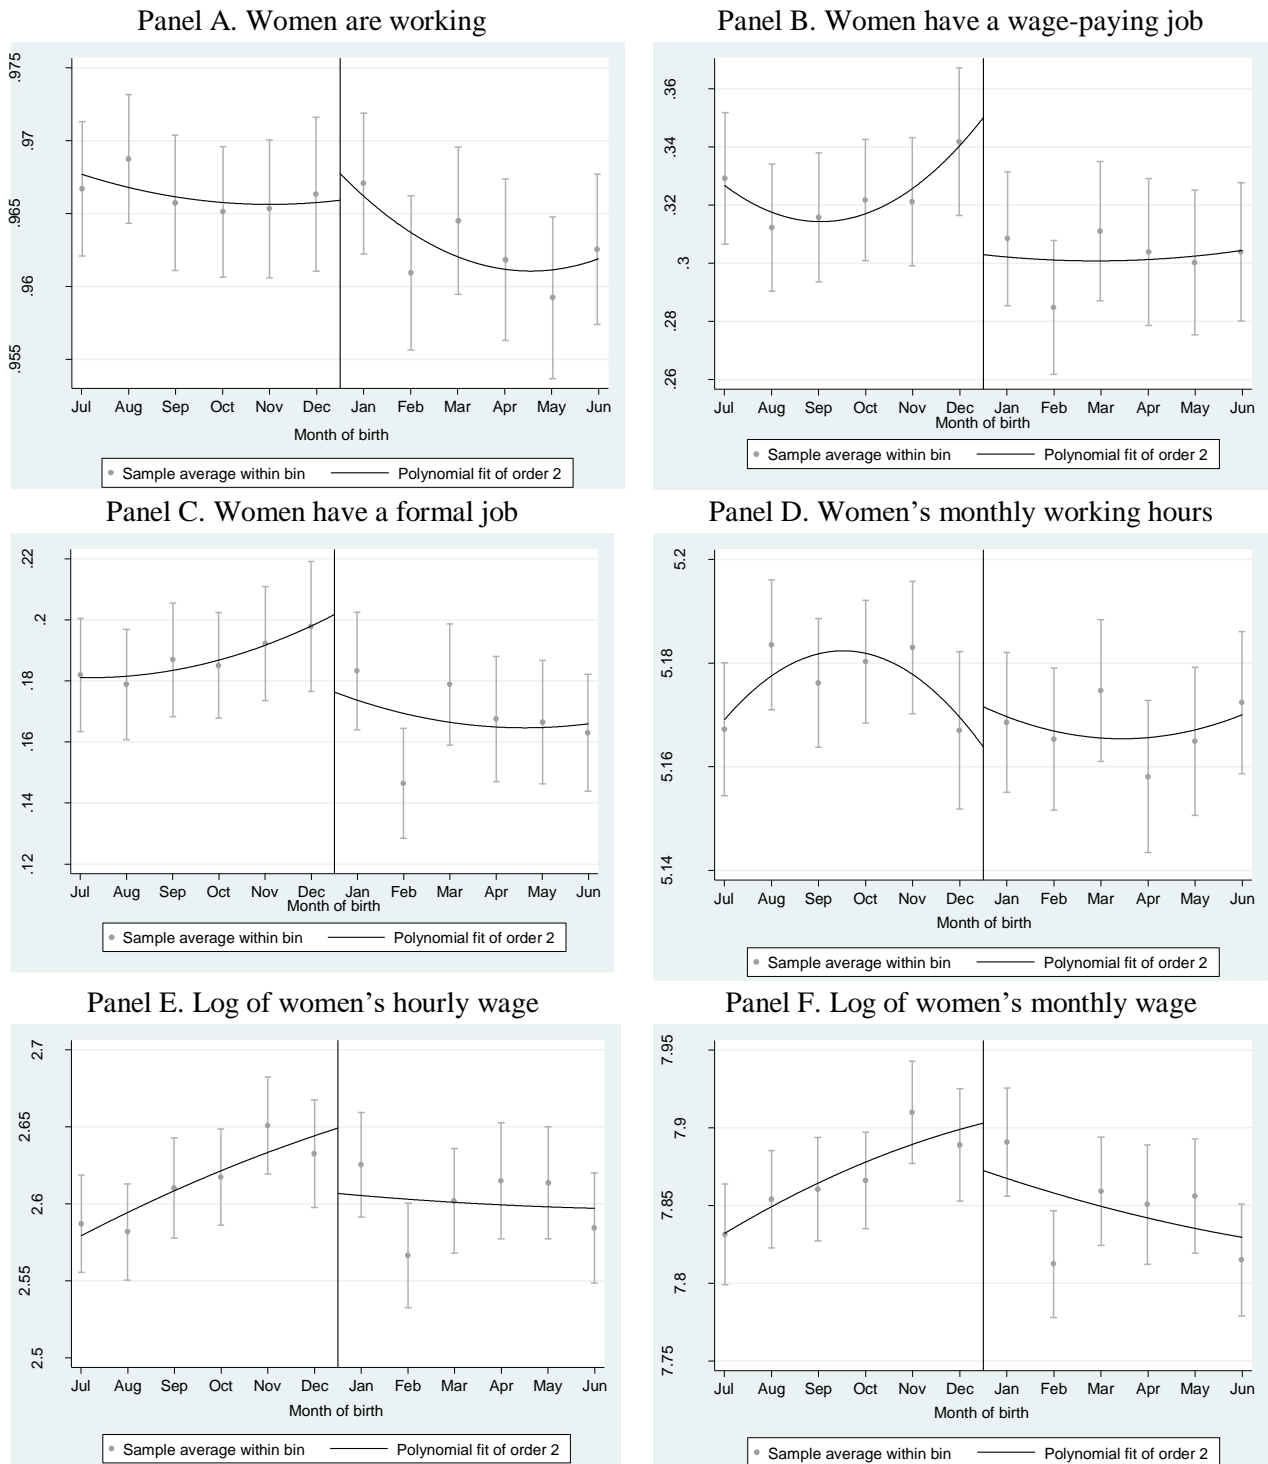 Panel A. Women are working
.975
.97
.965
.96
.955
Jul Aug Sep Oct Nov Dec Jan Feb Mar Apr May Jun
Month of birth
Sample average within bin Polynomial fit of order 2
Panel B. Women have a wage-paying job
.36
.34
.32
.3
.28
.26
Jul Aug Sep Oct Nov Dec Jan Feb Mar Apr May Jun
Month of birth
Sample average within bin Polynomial fit of order 2
Panel C. Women have a formal job
.22
.2
.18
.16
.14
.12
Jul Aug Sep Oct Nov Dec Jan Feb Mar Apr May Jun
Month of birth
Sample average within bin Polynomial fit of order 2
Panel D. Women’s monthly working hours
5.2
5.18
5.16
5.14
Jul Aug Sep Oct Nov Dec Jan Feb Mar Apr May Jun
Month of birth
Sample average within bin Polynomial fit of order 2
Panel E. Log of women’s hourly wage
2.7
2.65
2.6
2.55
2.5
Jul Aug Sep Oct Nov Dec Jan Feb Mar Apr May Jun
Month of birth
Sample average within bin Polynomial fit of order 2
Panel F. Log of women’s monthly wage
7.95
7.9
7.85
7.8
7.75
Jul Aug Sep Oct Nov Dec Jan Feb Mar Apr May Jun
Month of birth
Sample average within bin Polynomial fit of order 2